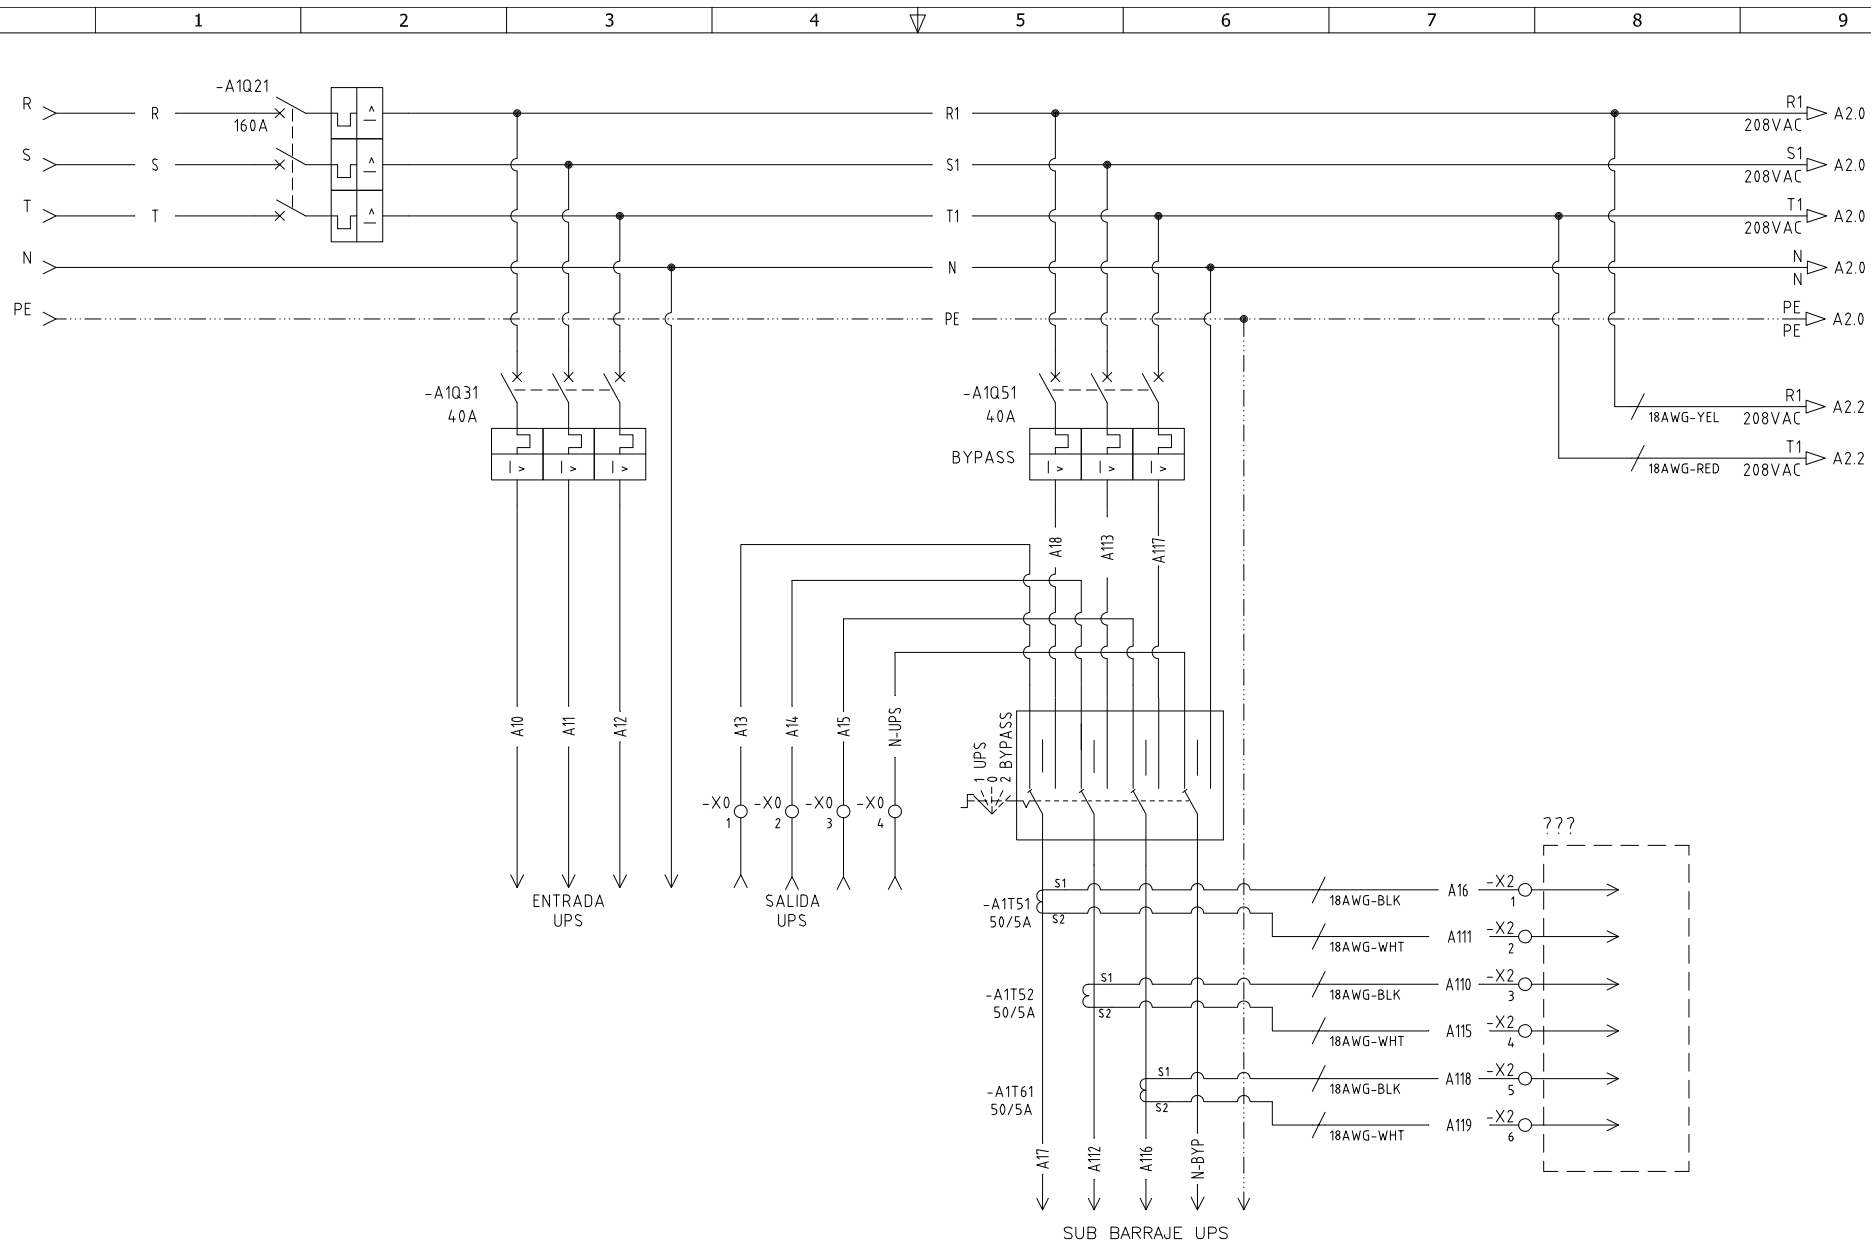 1 2 3 4 5 6 7 8 9
-A1Q21
160A
R R R1 R1 A2.0
208VAC
S S S1 S1 A2.0
208VAC
T T T1 T1 A2.0
208VAC
N N N A2.0
N
PE PE PE A2.0
PE
-A1Q31
40A
I > I > I >
-A1Q51
40A
BYPASS
I > I > I >
18AWG-YEL
R1
208VAC
A2.2
18AWG-RED
T1
208VAC
A2.2
A18 A113 A117
A10 A11 A12
A13 A14 A15 N-UPS
1 UPS
0
2 BYPASS
-X0 -X0 -X0 -X0
1 2 3 4
ENTRADA
UPS
SALIDA
UPS
???
-A1T51
50/5A
S1
S2
18AWG-BLK A16 -X2
1
18AWG-WHT A111 -X2
2
-A1T52
50/5A
S1
S2
18AWG-BLK A110 -X2
3
18AWG-WHT A115 -X2
4
-A1T61
50/5A
S1
S2
18AWG-BLK A118 -X2
5
18AWG-WHT A119 -X2
6
A17 A112 A116 N-BYP
SUB BARRAJE UPS